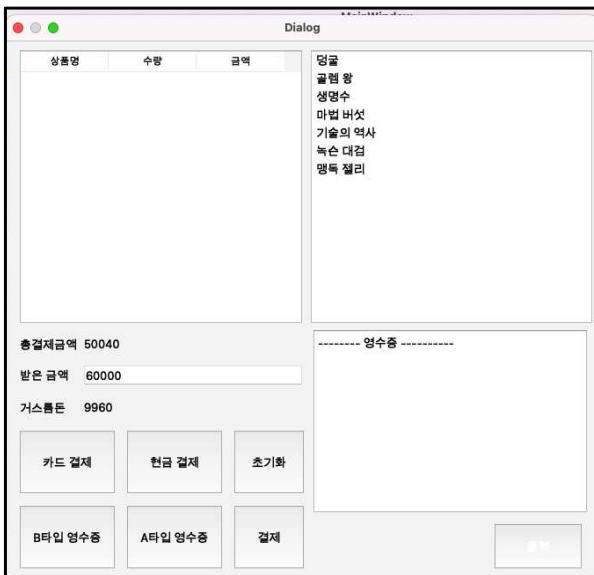 Dialog
상품명 수량 금액
덩굴
골렘 왕
생명수
마법 버섯
기술의 역사
녹슨 대검
맹독 젤리
총결제금액 50040
받은 금액 60000
거스름돈 9960
-------- 영수증 ----------
카드 결제 현금 결제 초기화
B타입 영수증 A타입 영수증 결제